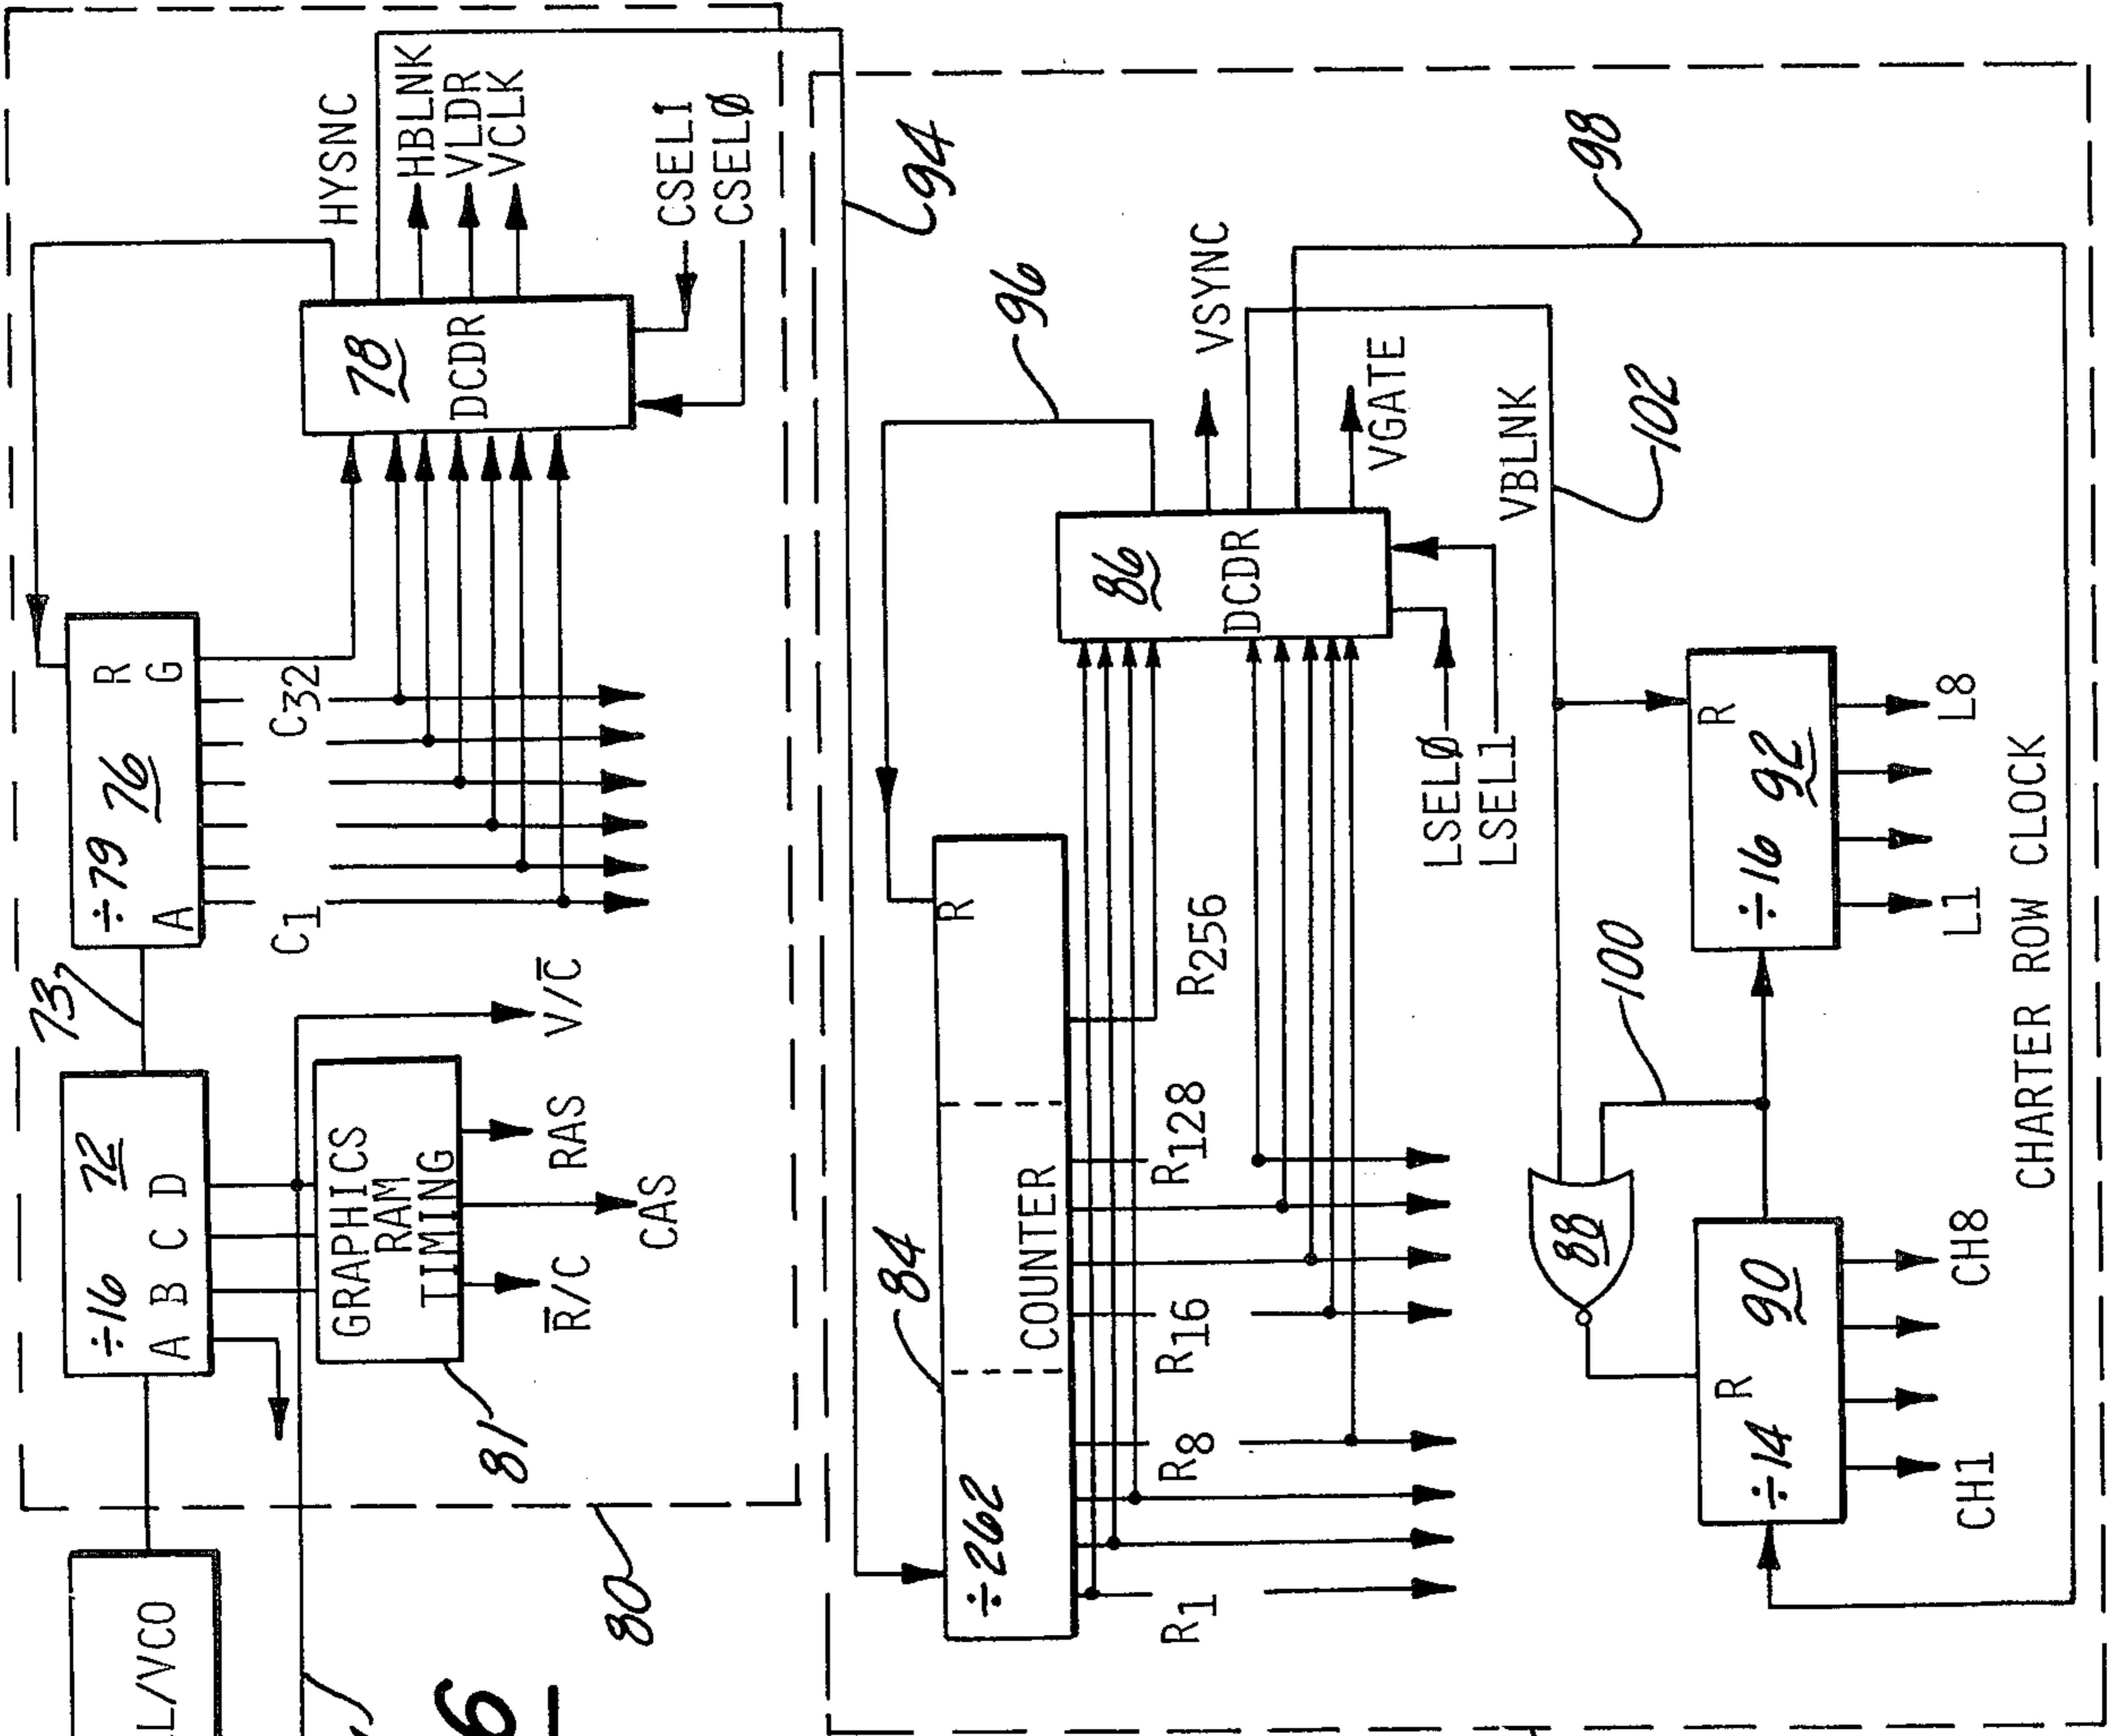 HYSNC
HBLNK
VLDR
VCLK
CSEL1
CSELØ
78
DCDR
94
R
G
÷79
76
A
C32
C1
73
÷16
72
A B C D
V/C̅
GRAPHICS
RAM
TIMING
RAS
CAS
R̅/C
81
80
L/VCO
6
96
VSYNC
98
86
DCDR
VGATE
VBLNK
102
LSELØ
LSEL1
84
R
COUNTER
÷262
R256
R128
R16
R8
R1
100
R
÷16
92
L8
L1
88
R
÷14
90
CH8
CH1
CHARTER ROW CLOCK